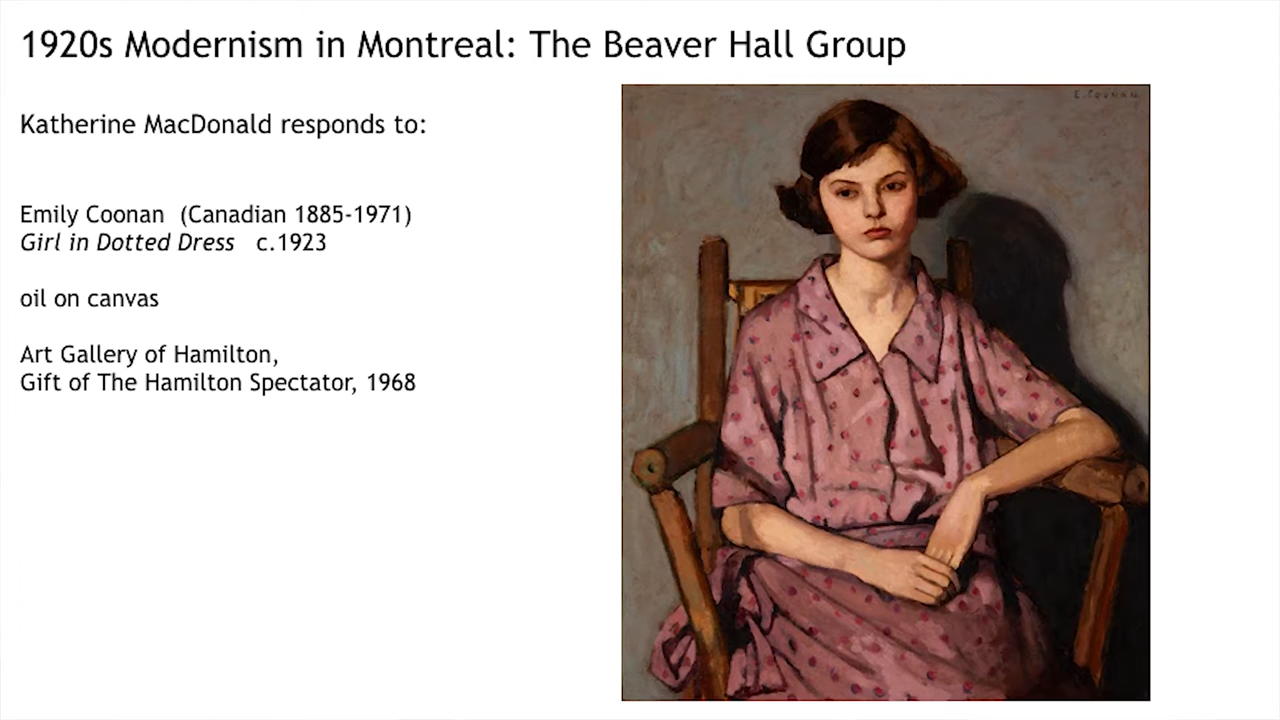 1920s Modernism in Montreal: The Beaver Hall Group
Katherine MacDonald responds to:
Emily Coonan (Canadian 1885-1971)
Girl in Dotted Dress c.1923
oil on canvas
Art Gallery of Hamilton,
Gift of The Hamilton Spectator, 1968
E. COONAN